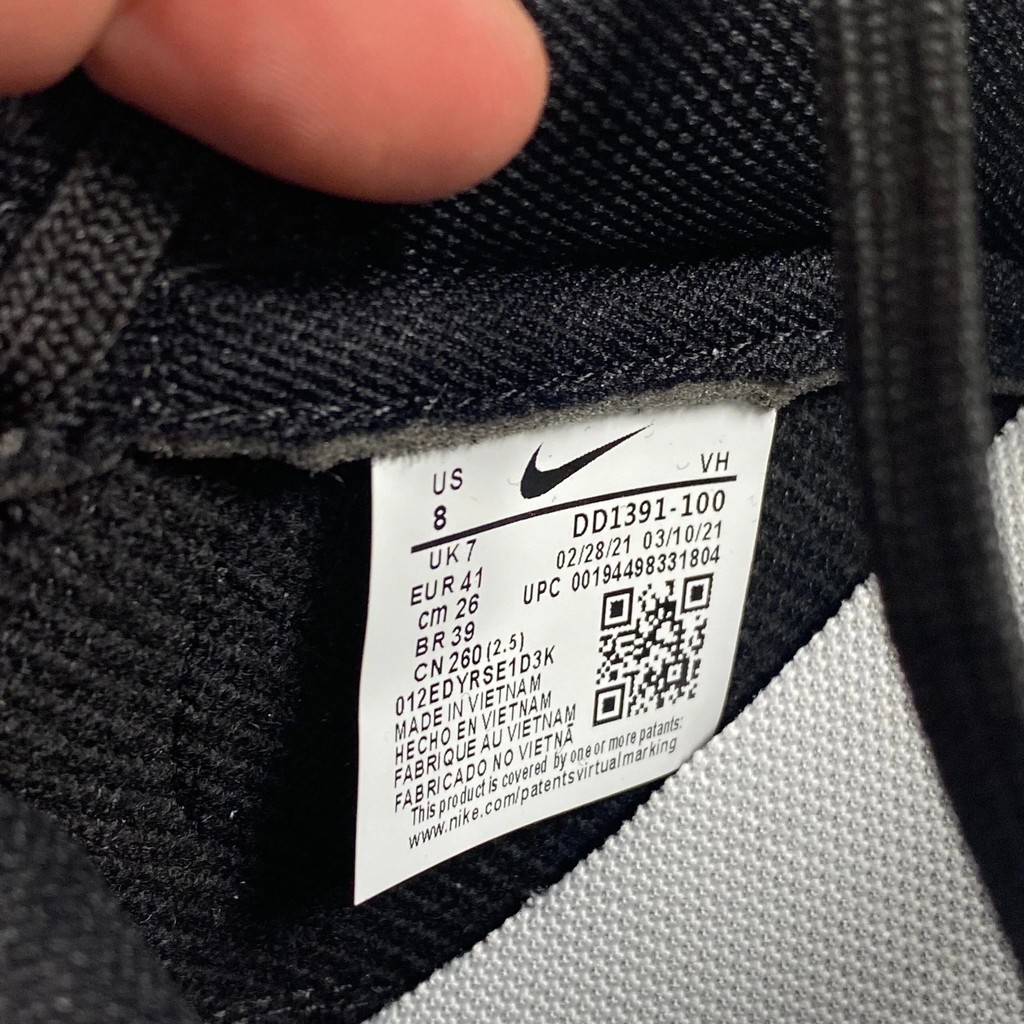 US
8
VH
DD1391-100
02/28/21 03/10/21
UPC 00194498331804
UK 7
EUR 41
cm 26
BR 39
CN 260 (2.5)
012EDYRSE1D3K
MADE IN VIETNAM
HECHO EN VIETNAM
FABRIQUE AU VIETNAM
FABRICADO NO VIETNÃ
This product is covered by one or more patants:
www.nike.com/patentsvirtualmarking